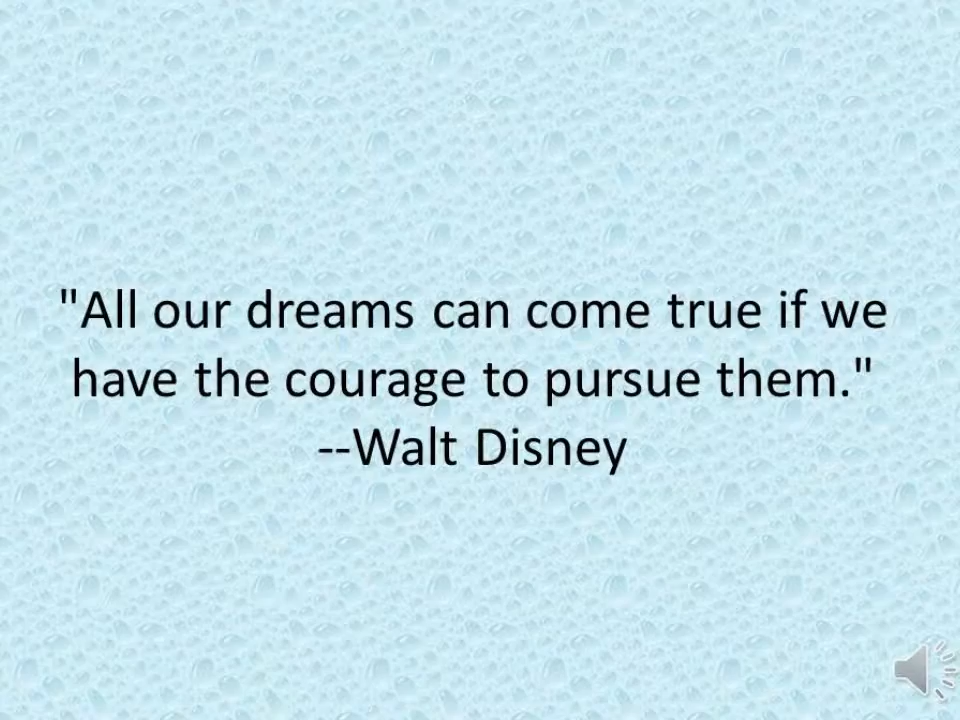 "All our dreams can come true if we
have the courage to pursue them."
--Walt Disney